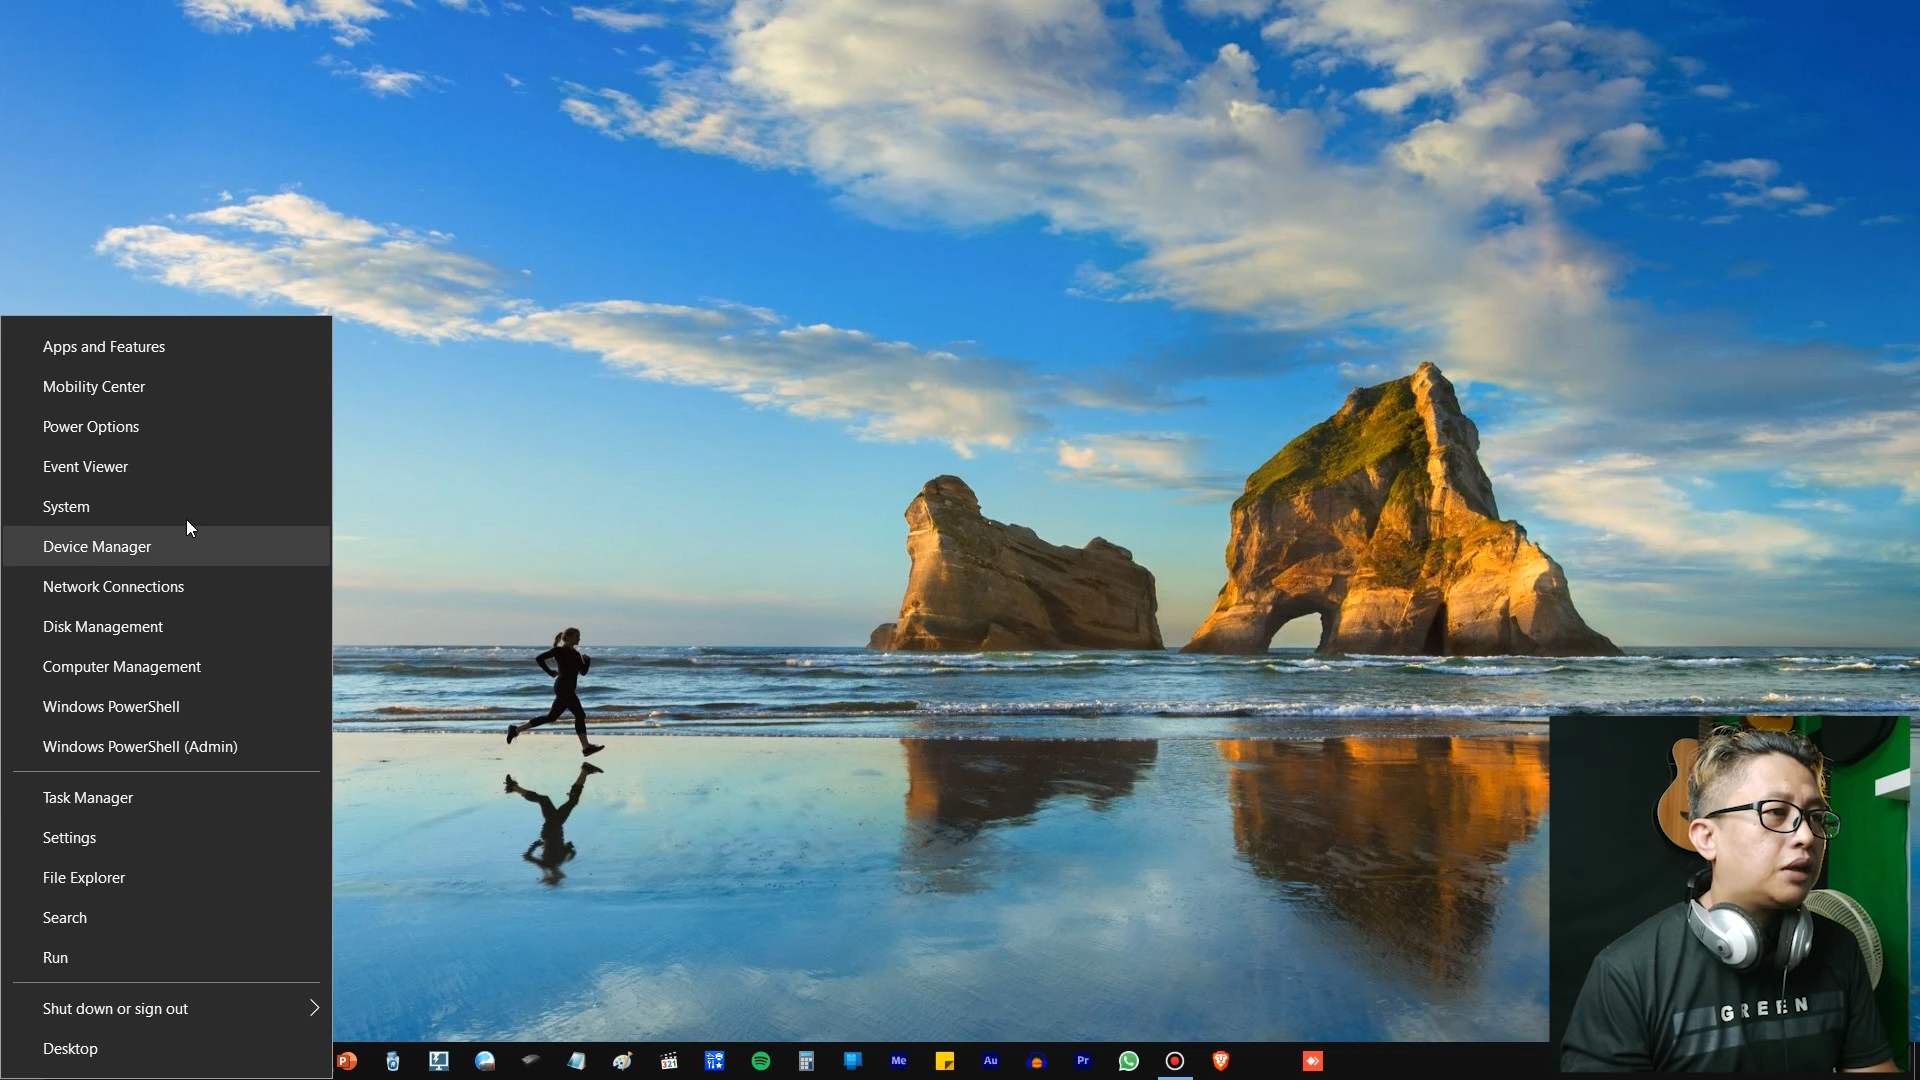 Apps and Features
Mobility Center
Power Options
Event Viewer
System
Device Manager
Network Connections
Disk Management
Computer Management
Windows PowerShell
Windows PowerShell (Admin)
Task Manager
Settings
File Explorer
Search
Run
Shut down or sign out
Desktop
GREEN
P
321
Me
Au
Pr